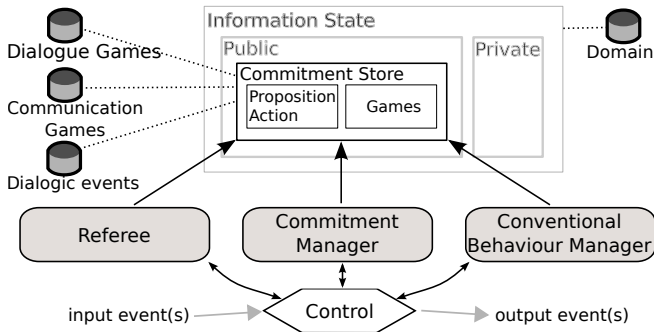 Information State
Dialogue Games
Public
Private
Domain
Commitment Store
Proposition
Action
Games
Communication
Games
Dialogic events
Referee
Commitment
Manager
Conventional
Behaviour Manager
input event(s)
Control
output event(s)